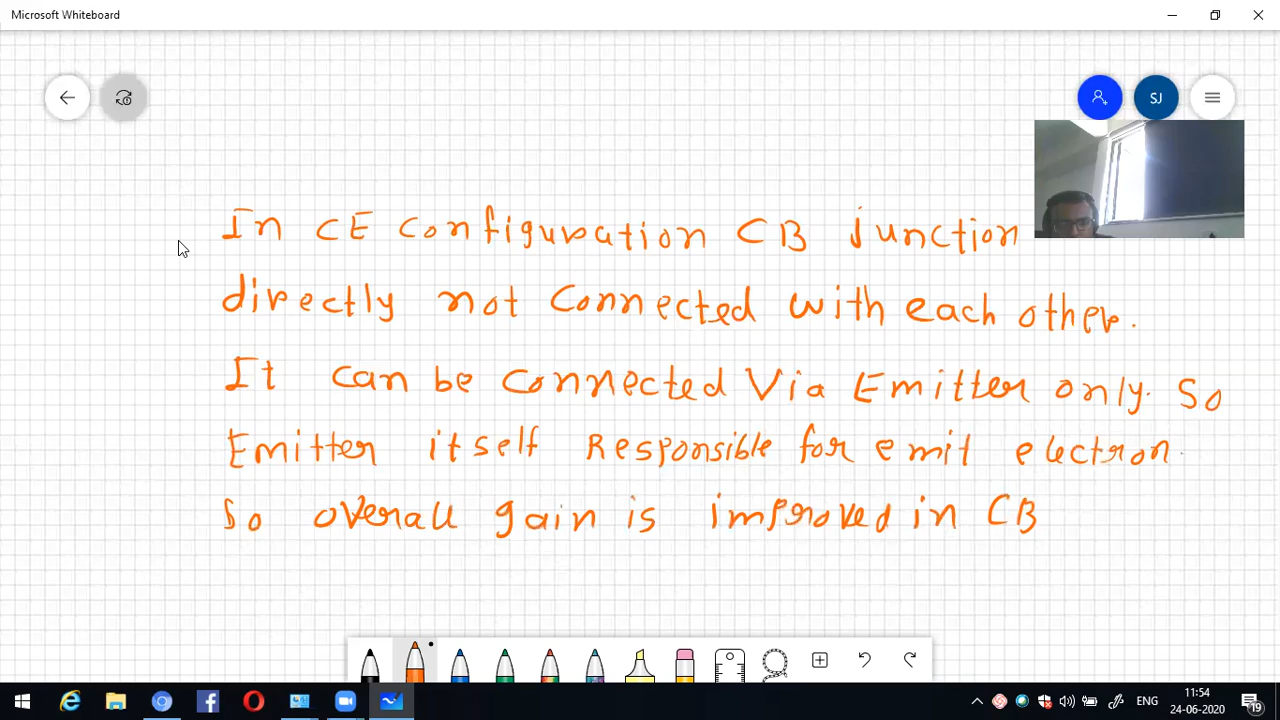 Microsoft Whiteboard
SJ
In CE Configuration CB junction
directly not connected with each other.
It can be connected Via Emitter only. So
Emitter itself Responsible for emit electron.
So overall gain is improved in CB
ENG
11:54
24-06-2020
19